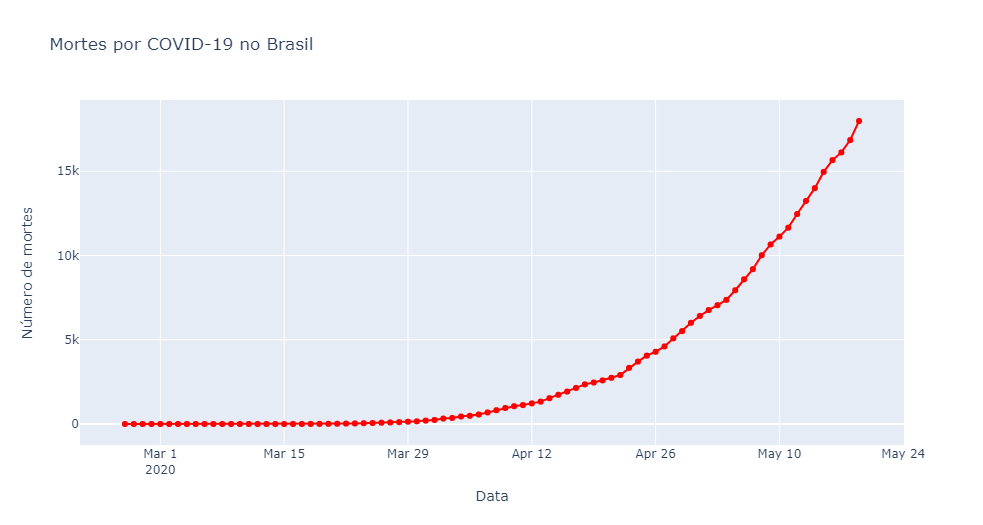 Mortes por COVID-19 no Brasil
Número de mortes
15k
10k
5k
0
Mar 1
2020
Mar 15
Mar 29
Apr 12
Apr 26
May 10
May 24
Data